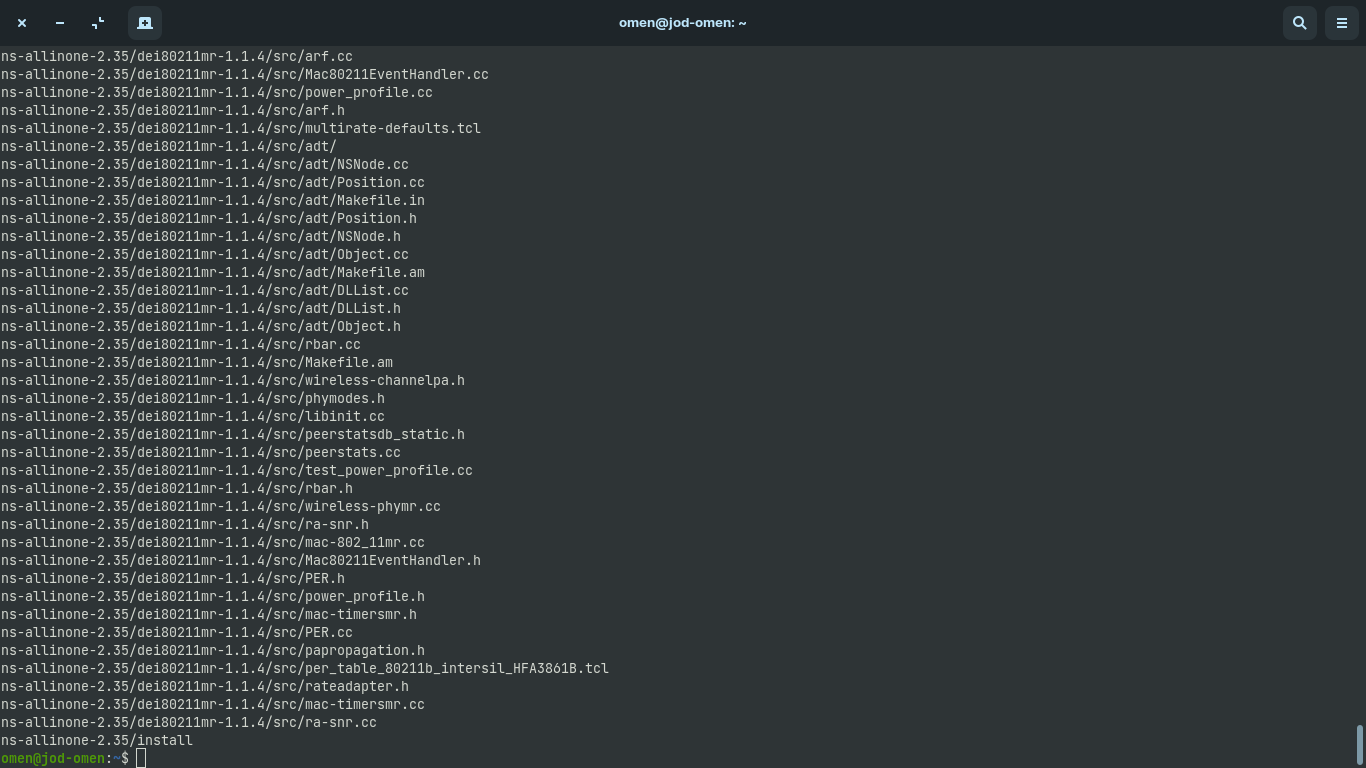 omen@jod-omen: ~
ns-allinone-2.35/dei80211mr-1.1.4/src/arf.cc
ns-allinone-2.35/dei80211mr-1.1.4/src/Mac80211EventHandler.cc
ns-allinone-2.35/dei80211mr-1.1.4/src/power_profile.cc
ns-allinone-2.35/dei80211mr-1.1.4/src/arf.h
ns-allinone-2.35/dei80211mr-1.1.4/src/multirate-defaults.tcl
ns-allinone-2.35/dei80211mr-1.1.4/src/adt/
ns-allinone-2.35/dei80211mr-1.1.4/src/adt/NSNode.cc
ns-allinone-2.35/dei80211mr-1.1.4/src/adt/Position.cc
ns-allinone-2.35/dei80211mr-1.1.4/src/adt/Makefile.in
ns-allinone-2.35/dei80211mr-1.1.4/src/adt/Position.h
ns-allinone-2.35/dei80211mr-1.1.4/src/adt/NSNode.h
ns-allinone-2.35/dei80211mr-1.1.4/src/adt/Object.cc
ns-allinone-2.35/dei80211mr-1.1.4/src/adt/Makefile.am
ns-allinone-2.35/dei80211mr-1.1.4/src/adt/DLList.cc
ns-allinone-2.35/dei80211mr-1.1.4/src/adt/DLList.h
ns-allinone-2.35/dei80211mr-1.1.4/src/adt/Object.h
ns-allinone-2.35/dei80211mr-1.1.4/src/rbar.cc
ns-allinone-2.35/dei80211mr-1.1.4/src/Makefile.am
ns-allinone-2.35/dei80211mr-1.1.4/src/wireless-channelpa.h
ns-allinone-2.35/dei80211mr-1.1.4/src/phymodes.h
ns-allinone-2.35/dei80211mr-1.1.4/src/libinit.cc
ns-allinone-2.35/dei80211mr-1.1.4/src/peerstatsdb_static.h
ns-allinone-2.35/dei80211mr-1.1.4/src/peerstats.cc
ns-allinone-2.35/dei80211mr-1.1.4/src/test_power_profile.cc
ns-allinone-2.35/dei80211mr-1.1.4/src/rbar.h
ns-allinone-2.35/dei80211mr-1.1.4/src/wireless-phymr.cc
ns-allinone-2.35/dei80211mr-1.1.4/src/ra-snr.h
ns-allinone-2.35/dei80211mr-1.1.4/src/mac-802_11mr.cc
ns-allinone-2.35/dei80211mr-1.1.4/src/Mac80211EventHandler.h
ns-allinone-2.35/dei80211mr-1.1.4/src/PER.h
ns-allinone-2.35/dei80211mr-1.1.4/src/power_profile.h
ns-allinone-2.35/dei80211mr-1.1.4/src/mac-timersmr.h
ns-allinone-2.35/dei80211mr-1.1.4/src/PER.cc
ns-allinone-2.35/dei80211mr-1.1.4/src/papropagation.h
ns-allinone-2.35/dei80211mr-1.1.4/src/per_table_80211b_intersil_HFA3861B.tcl
ns-allinone-2.35/dei80211mr-1.1.4/src/rateadapter.h
ns-allinone-2.35/dei80211mr-1.1.4/src/mac-timersmr.cc
ns-allinone-2.35/dei80211mr-1.1.4/src/ra-snr.cc
ns-allinone-2.35/install
omen@jod-omen:~$